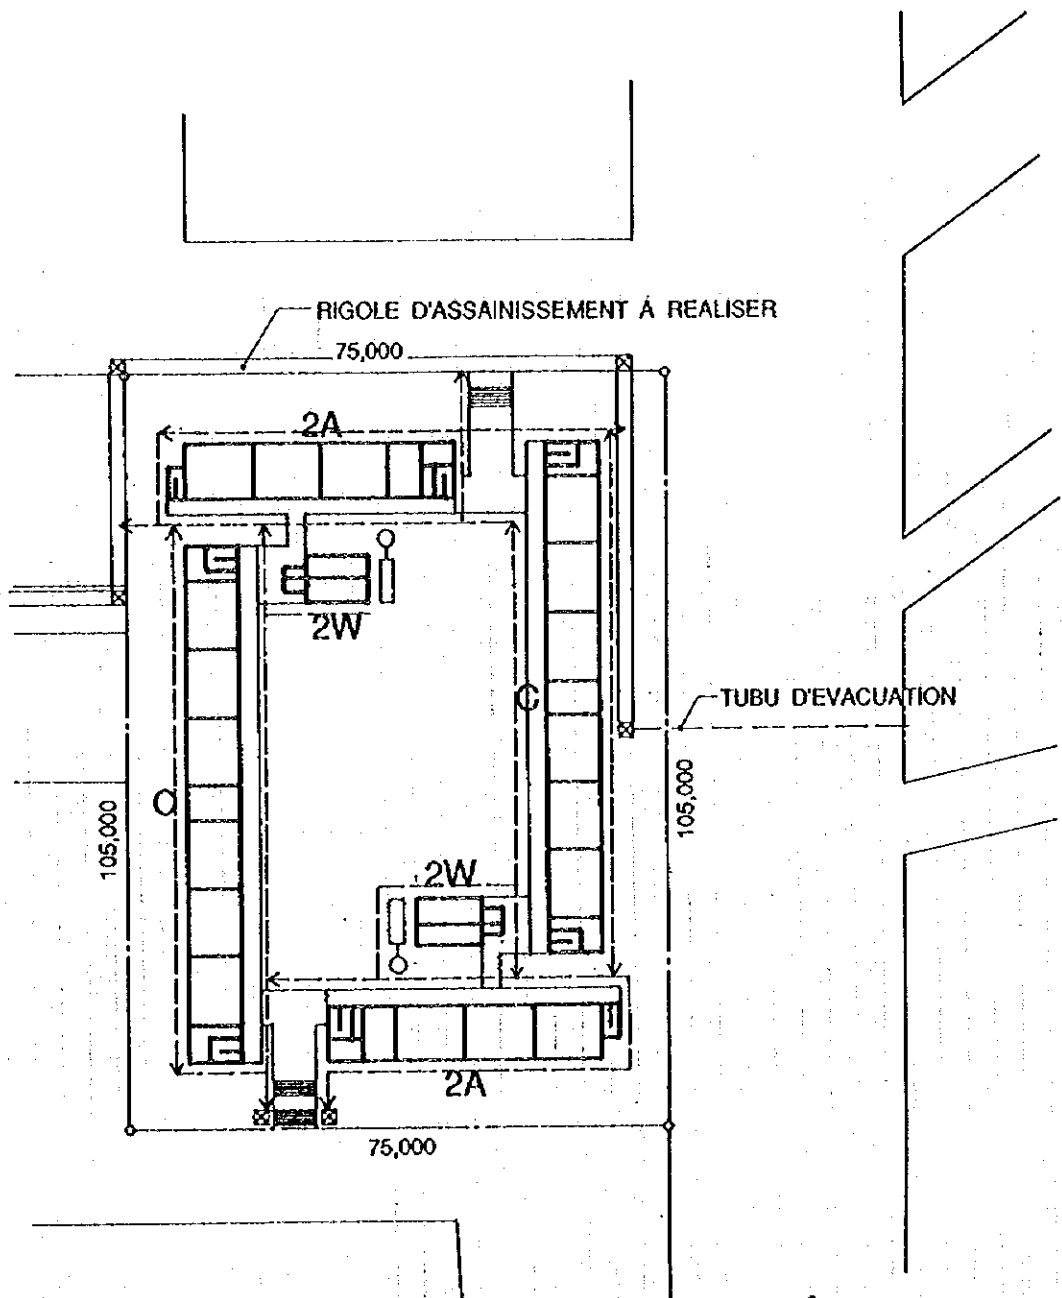 RIGOLE D'ASSAINISSEMENT À REALISER
75,000
2A
2W
C
TUBU D'EVACUATION
105,000
C
105,000
2W
2A
75,000